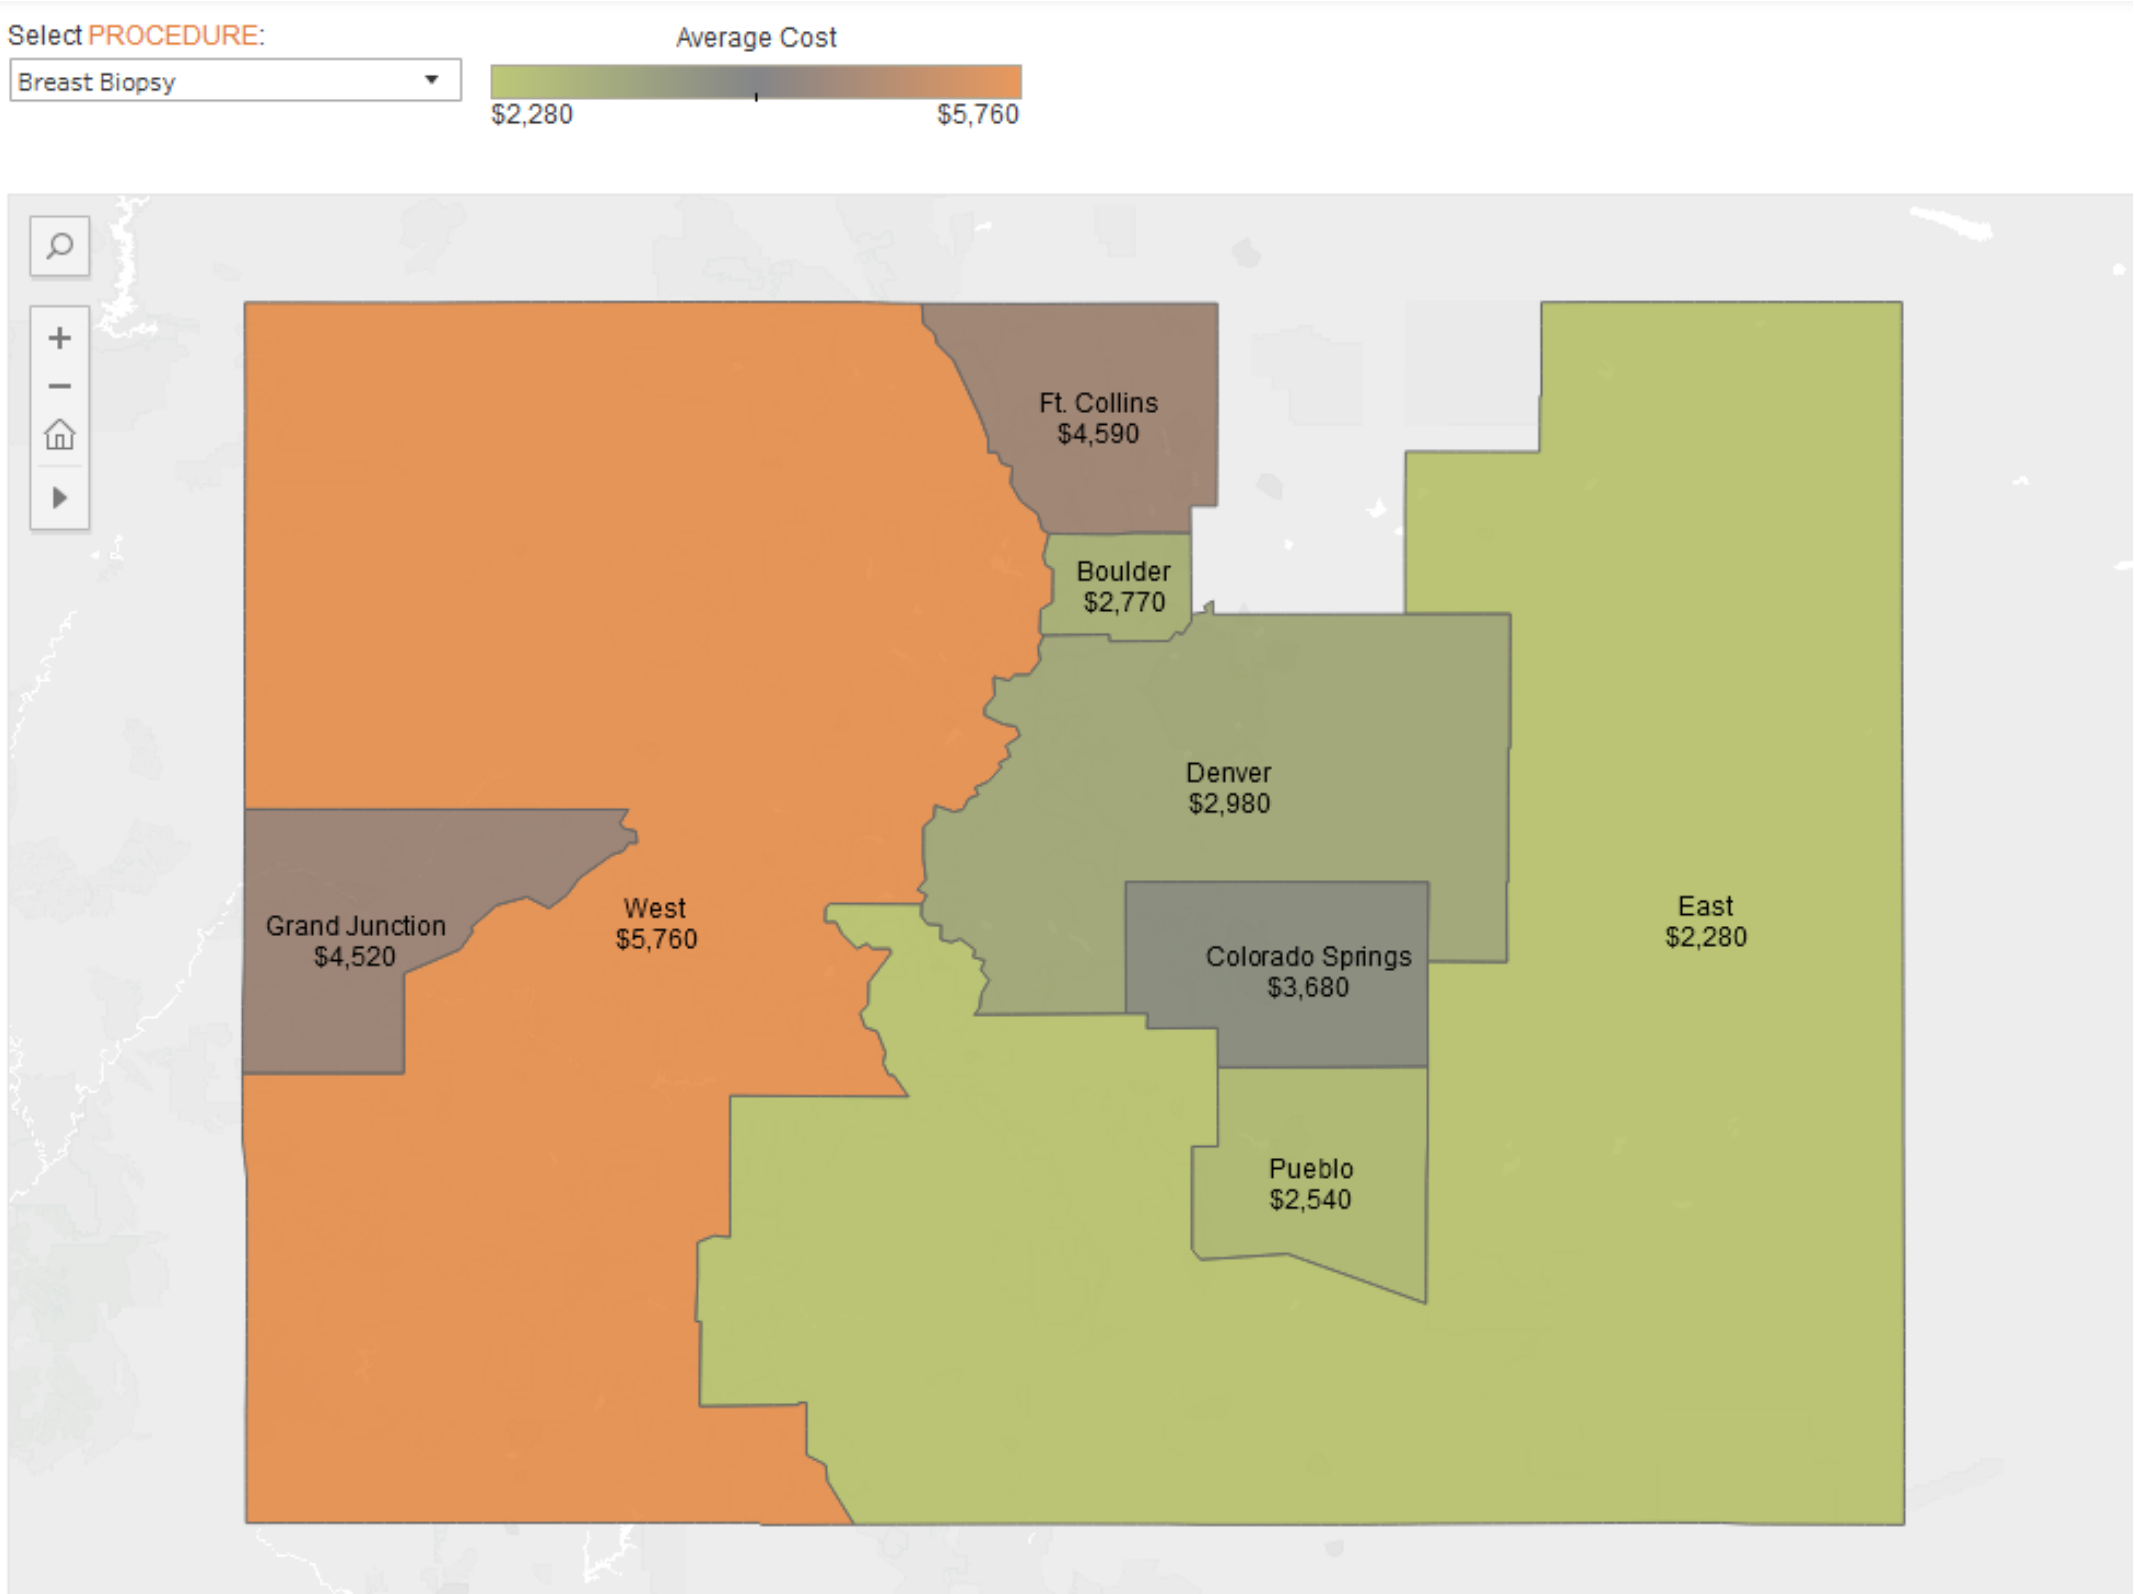 Select PROCEDURE:
Breast Biopsy
Average Cost
$2,280 $5,760
Ft. Collins
$4,590
Boulder
$2,770
Denver
$2,980
West
$5,760
East
$2,280
Grand Junction
$4,520
Colorado Springs
$3,680
Pueblo
$2,540